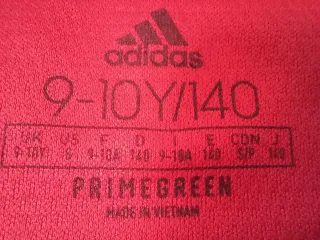 adidas
9-10Y/140
UK US F D I E CDN J
9-10Y S 9-10A 140 9-10A 140 S/P 140
PRIMEGREEN
MADE IN VIETNAM